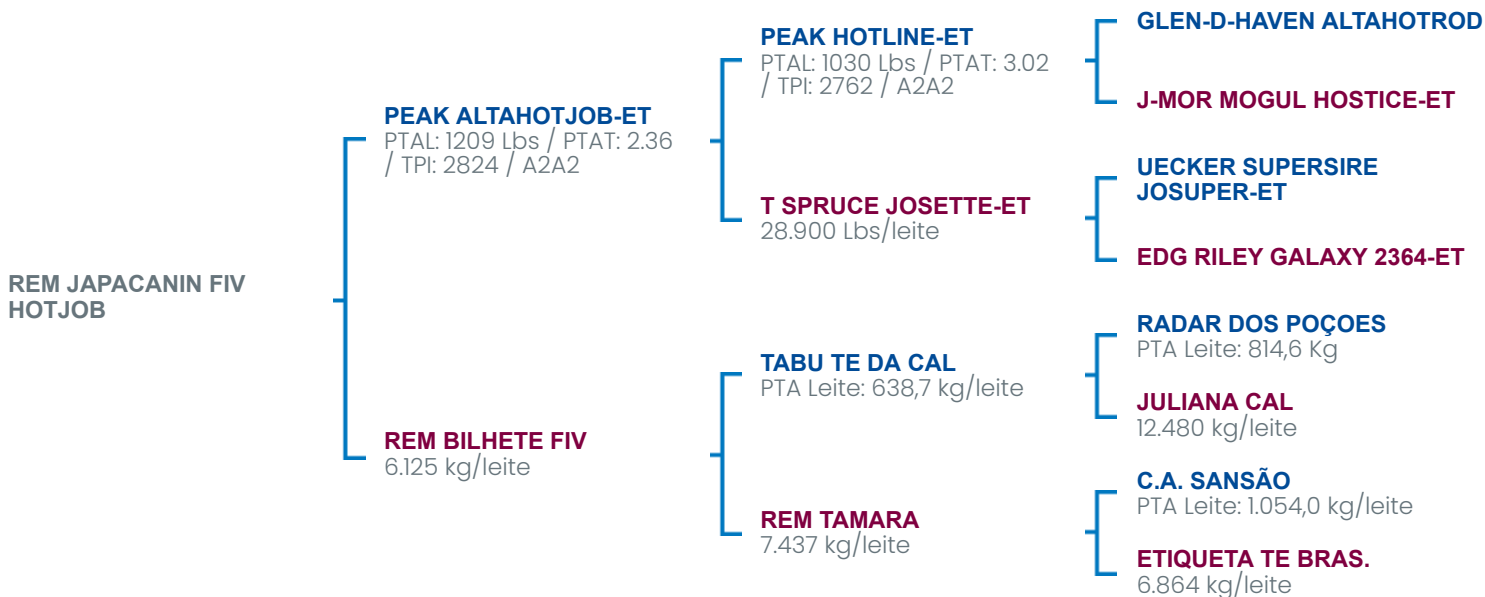 REM JAPACANIN FIV
HOTJOB
PEAK ALTAHOTJOB-ET
PTAL: 1209 Lbs / PTAT: 2.36
/ TPI: 2824 / A2A2
REM BILHETE FIV
6.125 kg/leite
PEAK HOTLINE-ET
PTAL: 1030 Lbs / PTAT: 3.02
/ TPI: 2762 / A2A2
T SPRUCE JOSETTE-ET
28.900 Lbs/leite
TABU TE DA CAL
PTA Leite: 638,7 kg/leite
REM TAMARA
7.437 kg/leite
GLEN-D-HAVEN ALTAHOTROD
J-MOR MOGUL HOSTICE-ET
UECKER SUPERSIRE
JOSUPER-ET
EDG RILEY GALAXY 2364-ET
RADAR DOS POÇOES
PTA Leite: 814,6 Kg
JULIANA CAL
12.480 kg/leite
C.A. SANSÃO
PTA Leite: 1.054,0 kg/leite
ETIQUETA TE BRAS.
6.864 kg/leite